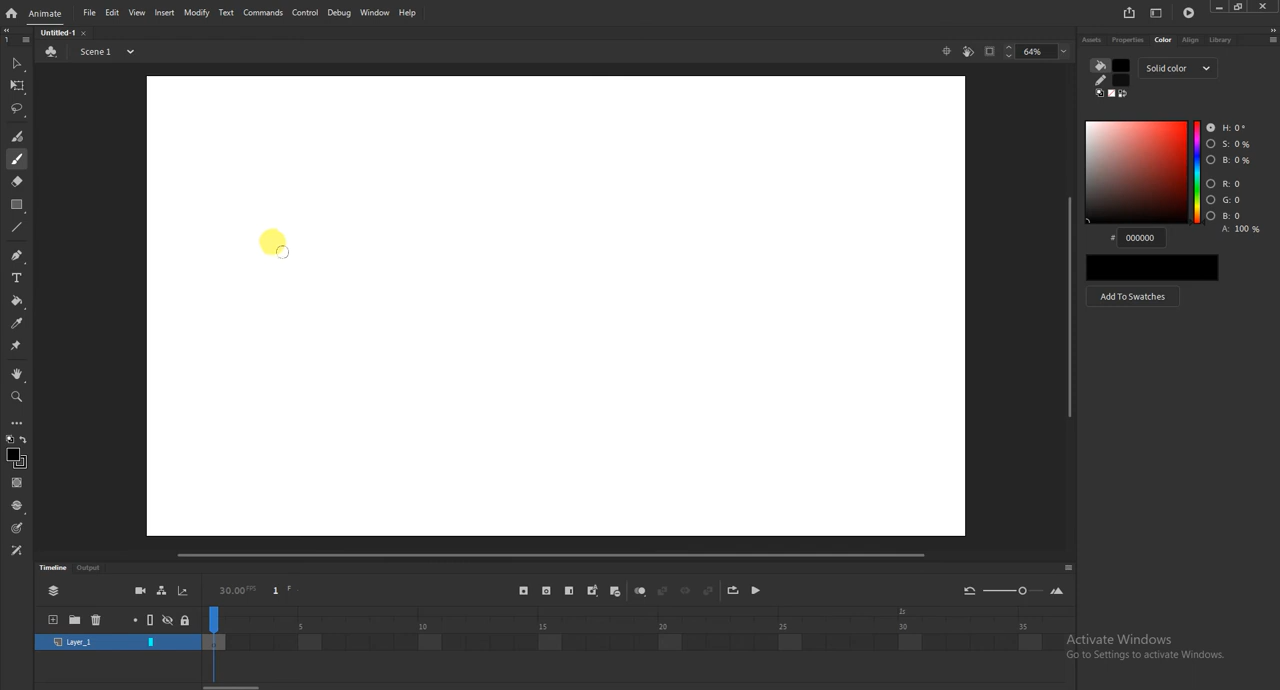 Animate File Edit View Insert Modify Text Commands Control Debug Window Help
Untitled-1 ×
1
Scene 1
64%
Assets Properties Color Align Library
Solid color
H: 0 °
S: 0 %
B: 0 %
R: 0
G: 0
B: 0
A: 100 %
# 000000
Add To Swatches
T
Timeline Output
30.00 FPS 1 F
1s
5 10 15 20 25 30 35
Layer_1
Activate Windows
Go to Settings to activate Windows.